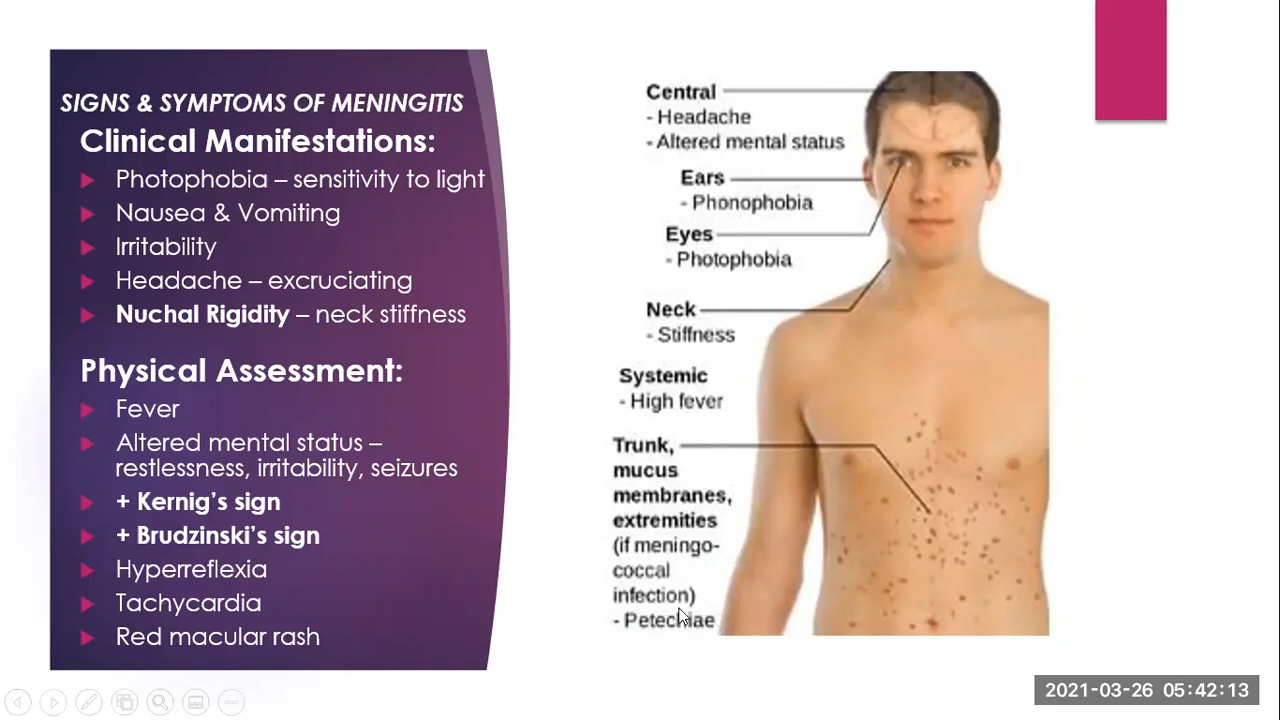 SIGNS & SYMPTOMS OF MENINGITIS
Clinical Manifestations:
Photophobia – sensitivity to light
Nausea & Vomiting
Irritability
Headache – excruciating
Nuchal Rigidity – neck stiffness
Physical Assessment:
Fever
Altered mental status –
restlessness, irritability, seizures
+ Kernig's sign
+ Brudzinski's sign
Hyperreflexia
Tachycardia
Red macular rash
Central
- Headache
- Altered mental status
Ears
- Phonophobia
Eyes
- Photophobia
Neck
- Stiffness
Systemic
- High fever
Trunk,
mucus
membranes,
extremities
(if meningo-
coccal
infection)
- Petechiae
2021-03-26 05:42:13